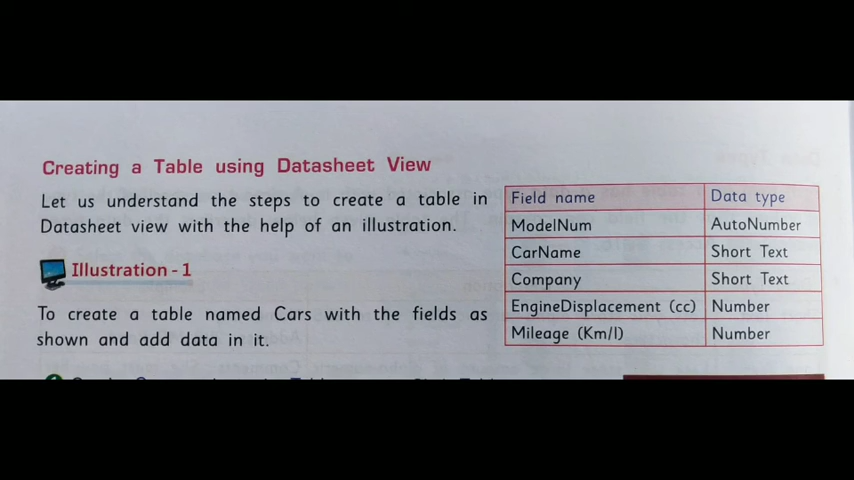 Creating a Table using Datasheet View
Let us understand the steps to create a table in
Datasheet view with the help of an illustration.
Illustration - 1
To create a table named Cars with the fields as
shown and add data in it.
Field name Data type
ModelNum AutoNumber
CarName Short Text
Company Short Text
EngineDisplacement (cc) Number
Mileage (Km/l) Number